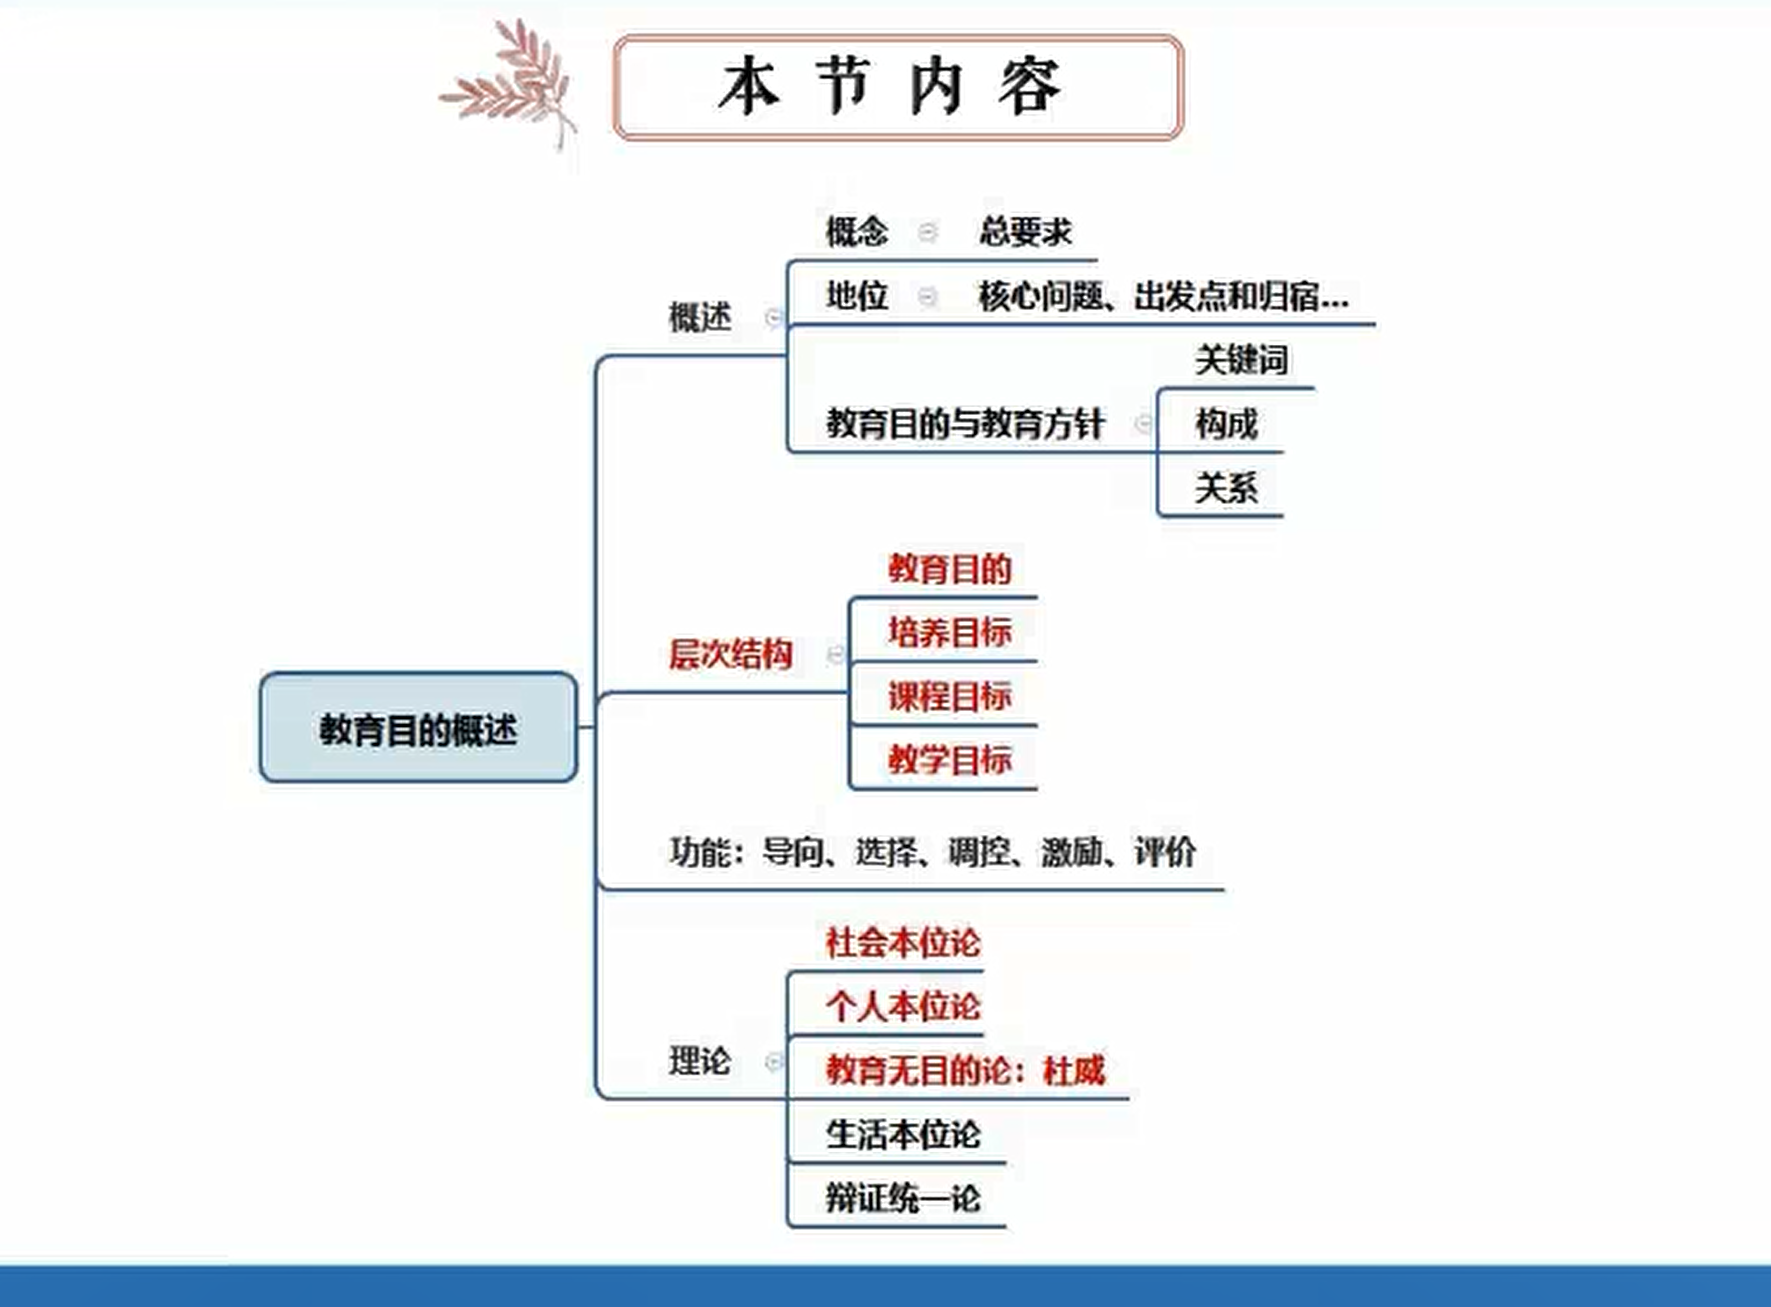 本节内容
概念 总要求
概述
地位 核心问题、出发点和归宿...
关键词
教育目的与教育方针
构成
关系
教育目的
培养目标
层次结构
课程目标
教学目标
教育目的概述
功能：导向、选择、调控、激励、评价
社会本位论
个人本位论
理论
教育无目的论：杜威
生活本位论
辩证统一论